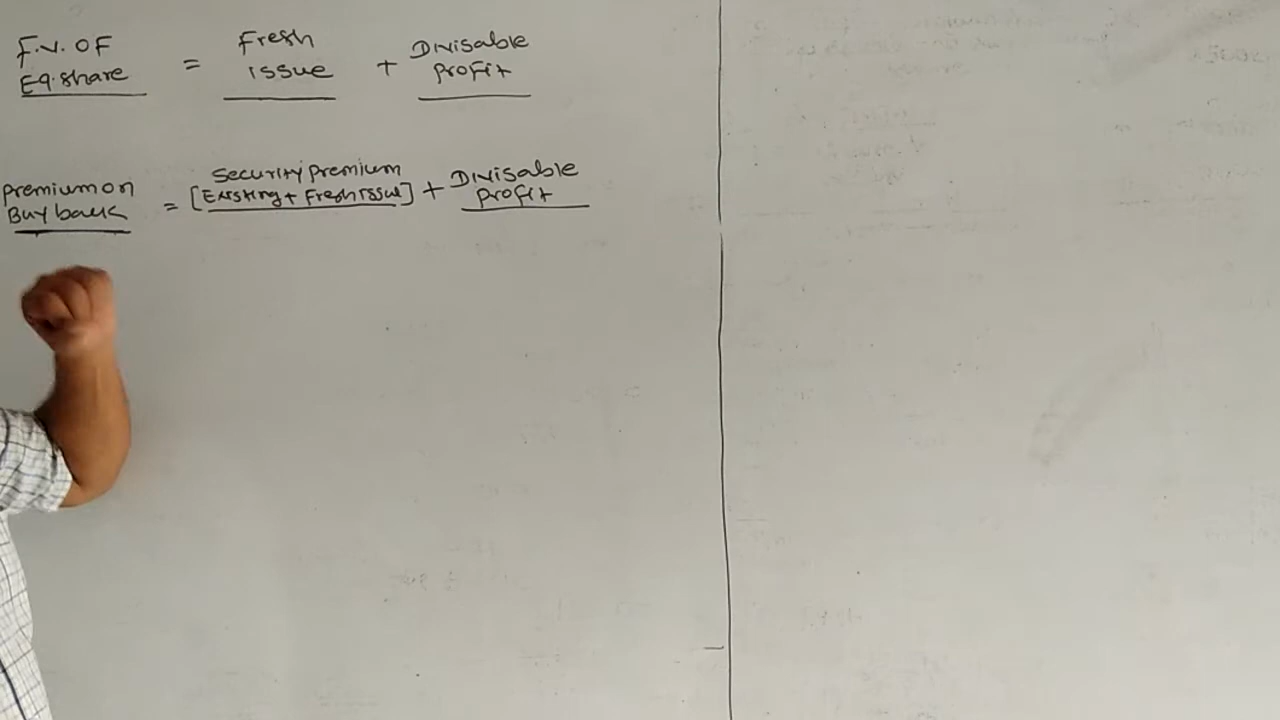 F.V. OF Eq. share = Fresh issue + Divisable profit
Premium on Buy back = Security premium [Existing + Fresh issue] + Divisable profit